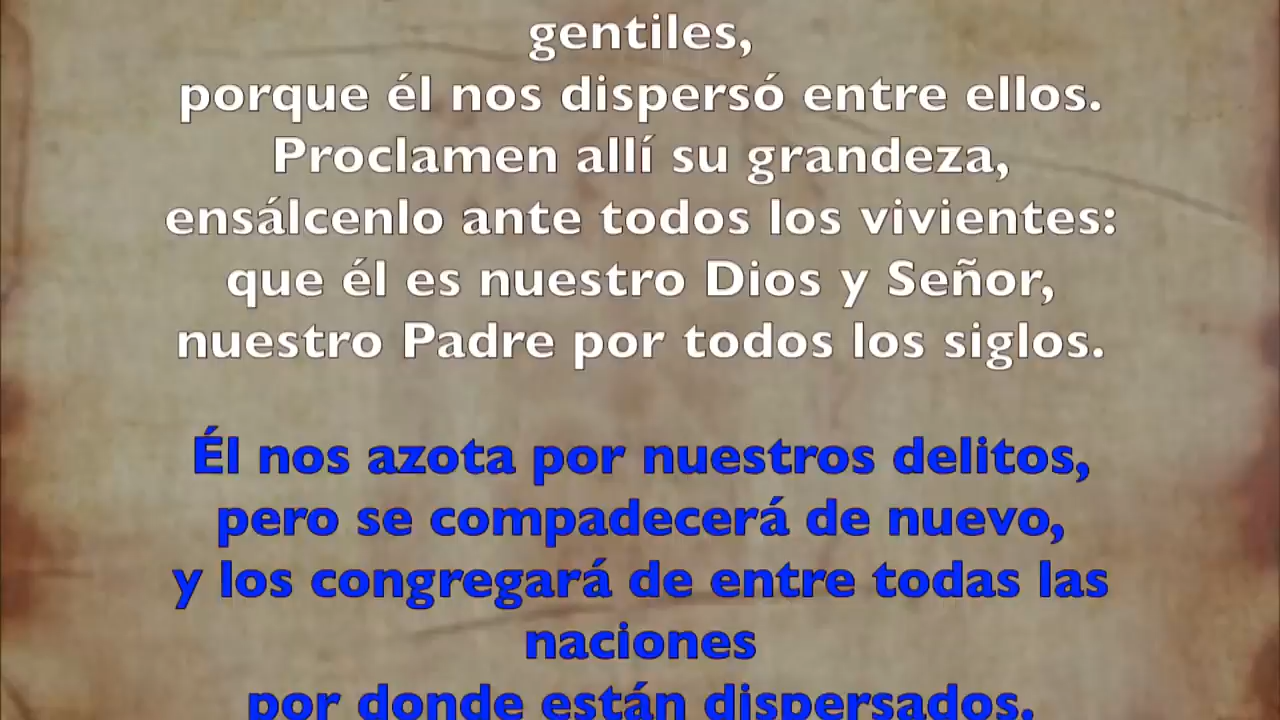 gentiles,
porque él nos dispersó entre ellos.
Proclamen allí su grandeza,
ensálcenlo ante todos los vivientes:
que él es nuestro Dios y Señor,
nuestro Padre por todos los siglos.
Él nos azota por nuestros delitos,
pero se compadecerá de nuevo,
y los congregará de entre todas las
naciones
por donde están dispersados.